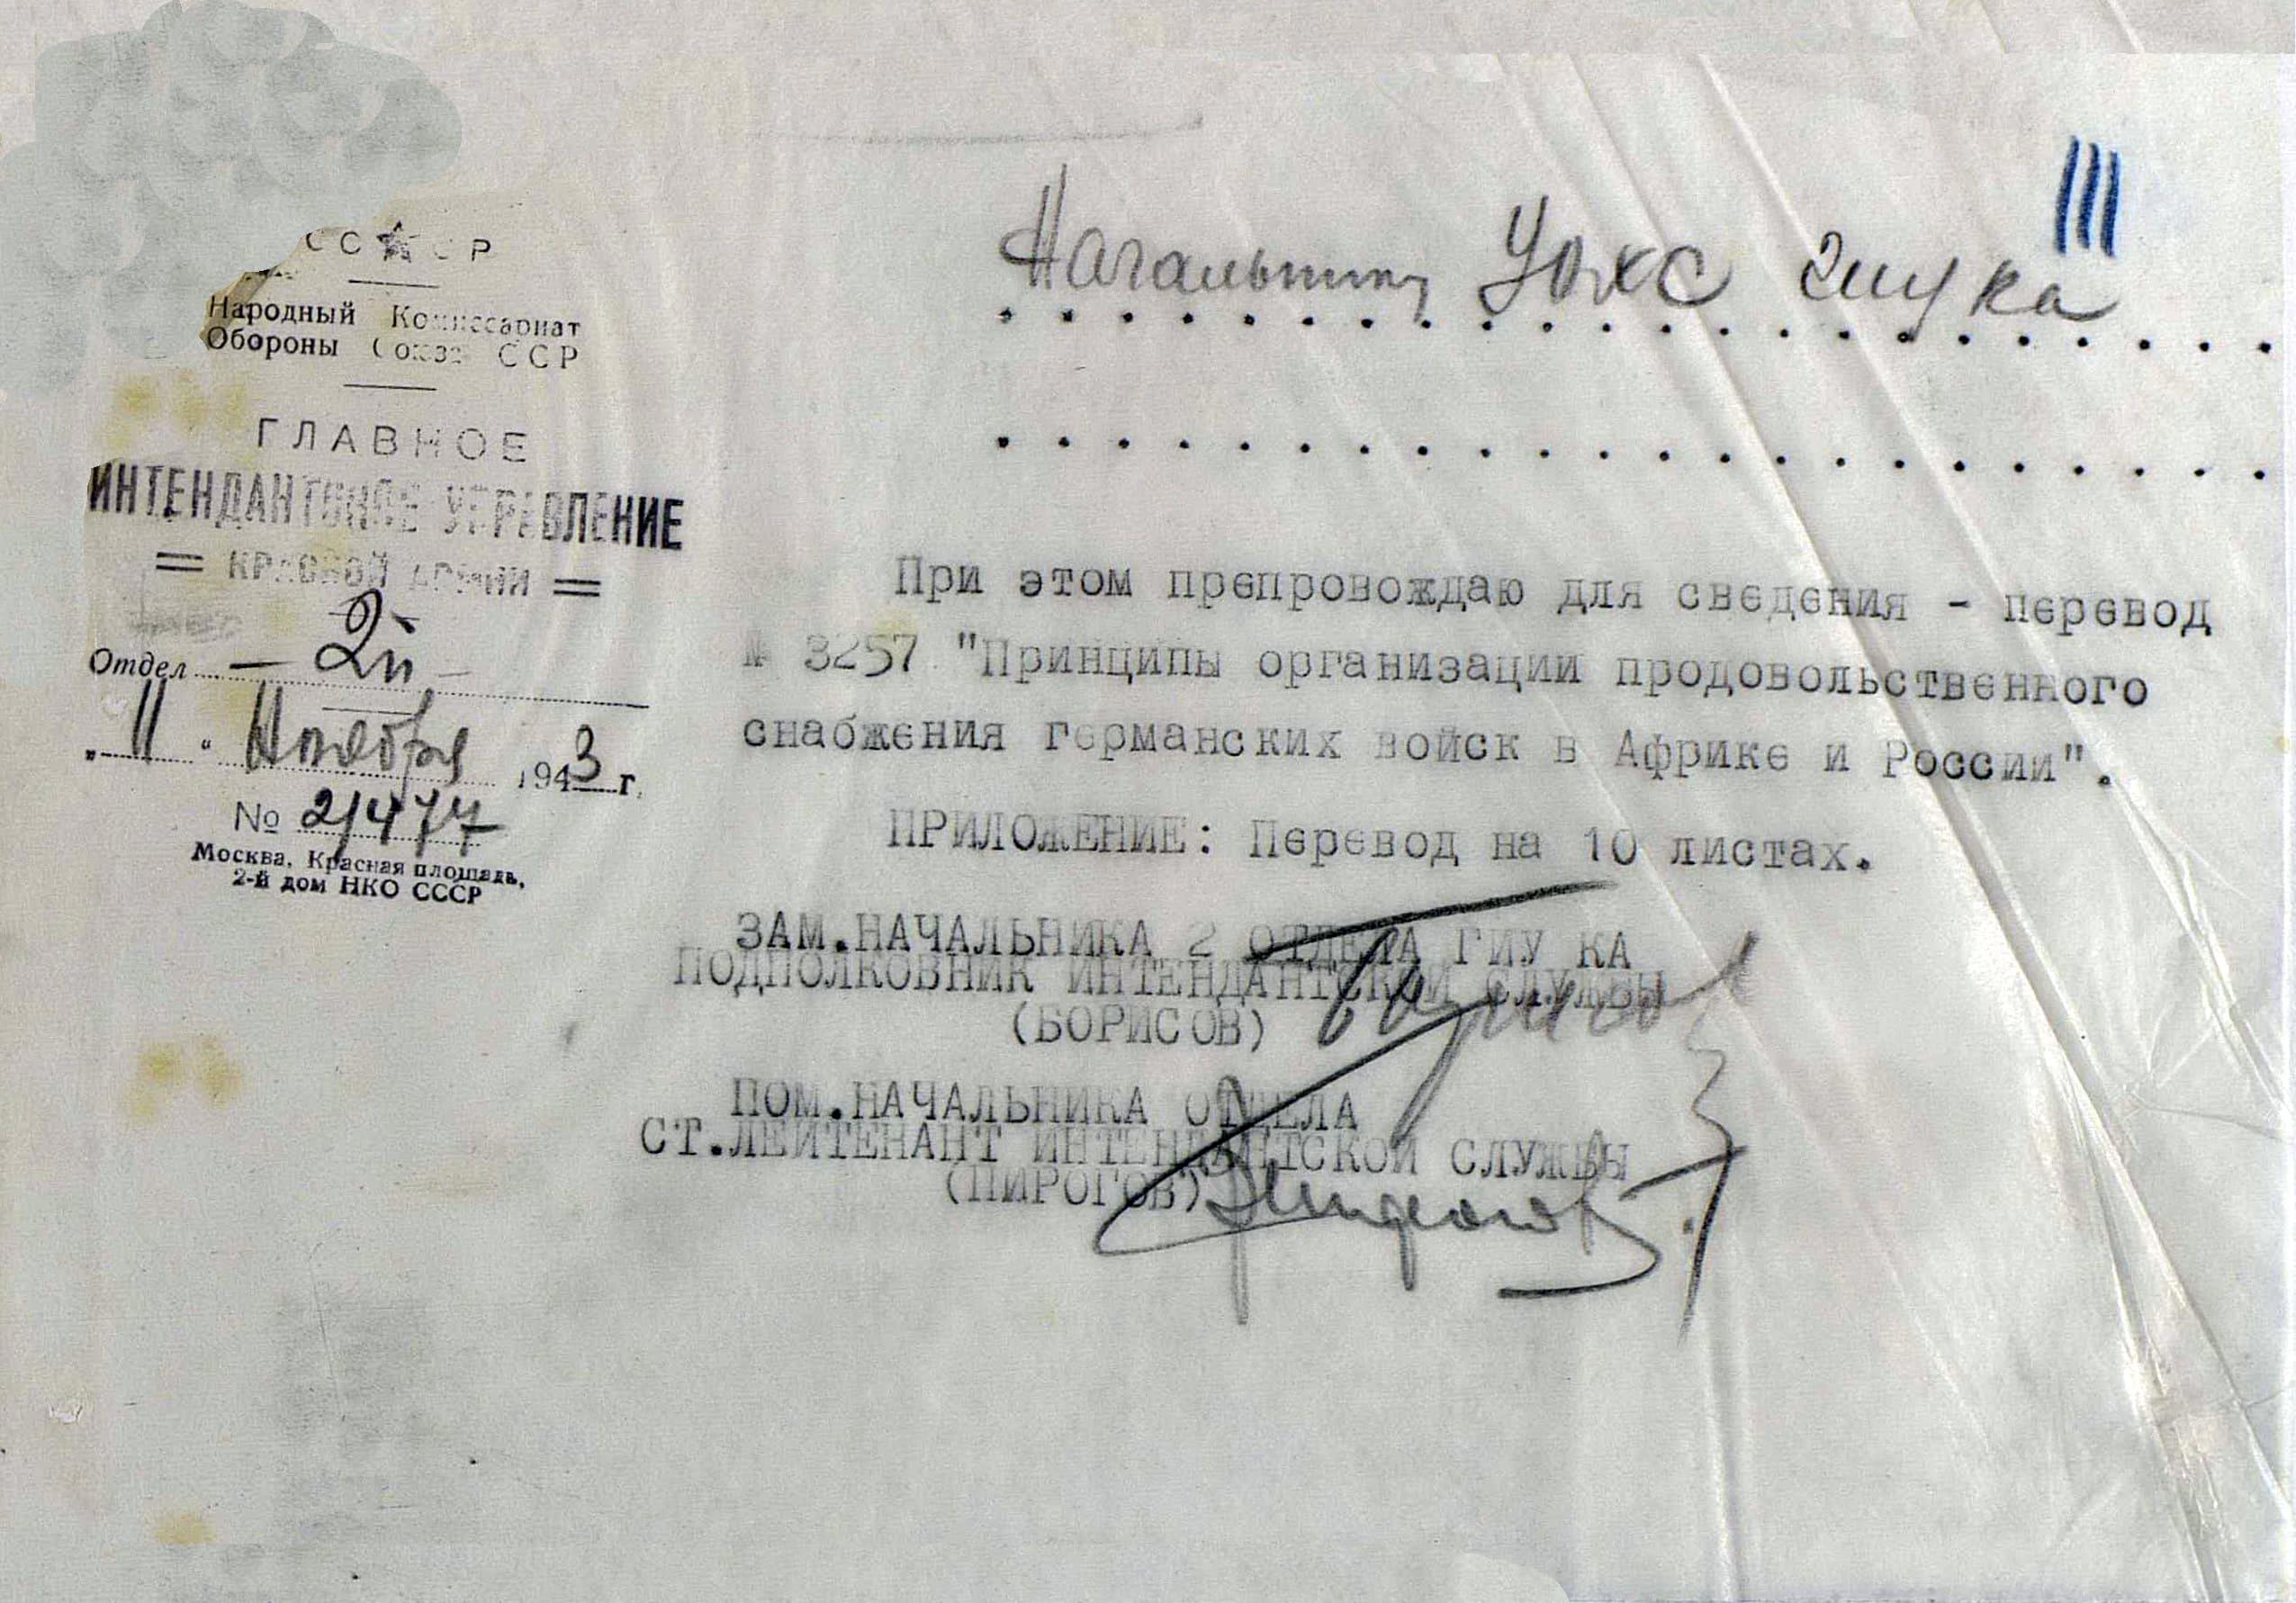 СССР
Народный Комиссариат
Обороны Союза ССР
ГЛАВНОЕ
ИНТЕНДАНТСКОЕ УПРАВЛЕНИЕ
= КРАСНОЙ АРМИИ =
Отдел - 2й -
"11" Ноября 1943 г.
№ 2/477
Москва, Красная площадь,
2-й дом НКО СССР
III
Начальнику УОХС ГИУ КА
При этом препровождаю для сведения - перевод
№ 3257 "Принципы организации продовольственного
снабжения германских войск в Африке и России".
ПРИЛОЖЕНИЕ: Перевод на 10 листах.
ЗАМ.НАЧАЛЬНИКА 2 ОТДЕЛА ГИУ КА
ПОДПОЛКОВНИК ИНТЕНДАНТСКОЙ СЛУЖБЫ
(БОРИСОВ)
ПОМ.НАЧАЛЬНИКА ОТДЕЛА
СТ.ЛЕЙТЕНАНТ ИНТЕНДАНТСКОЙ СЛУЖБЫ
(ПИРОГОВ)